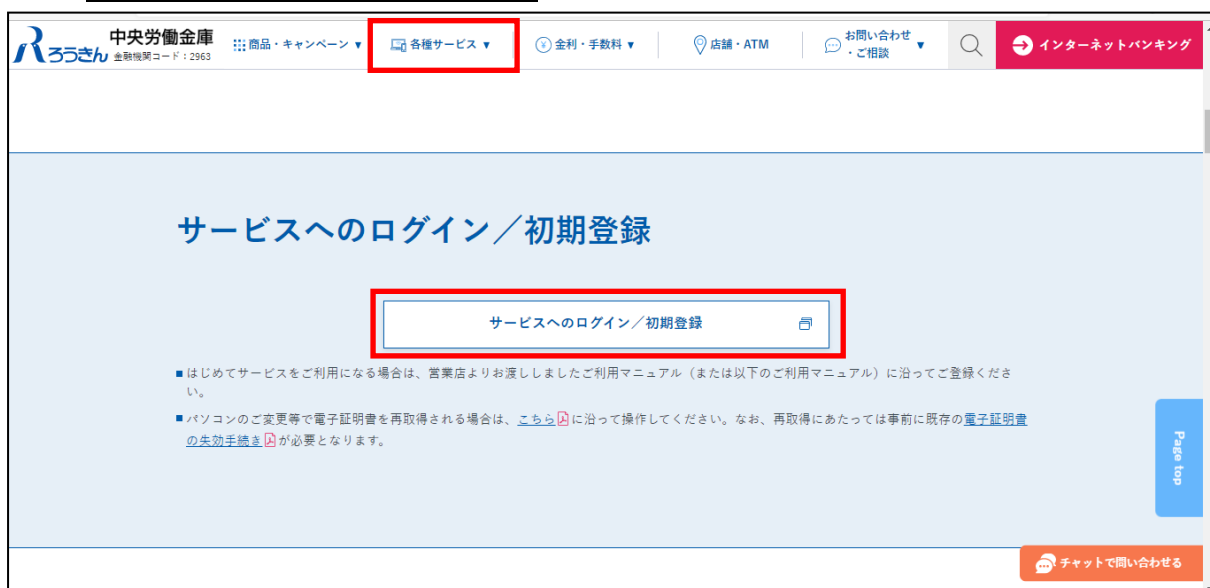 ろうきん 中央労働金庫
金融機関コード：2963
商品・キャンペーン ▼
各種サービス ▼
金利・手数料 ▼
店舗・ATM
お問い合わせ
・ご相談 ▼
インターネットバンキング
サービスへのログイン／初期登録
サービスへのログイン／初期登録
■はじめてサービスをご利用になる場合は、営業店よりお渡ししましたご利用マニュアル（または以下のご利用マニュアル）に沿ってご登録くださ
い。
■パソコンのご変更等で電子証明書を再取得される場合は、こちらに沿って操作してください。なお、再取得にあたっては事前に既存の電子証明書
の失効手続きが必要となります。
Page top
チャットで問い合わせる